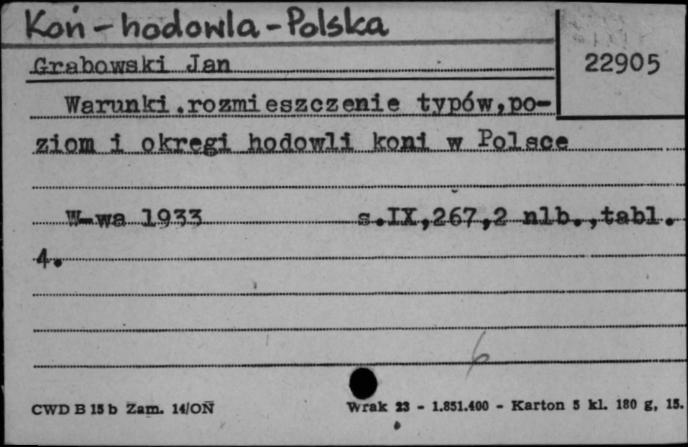 Koń - hodowla - Polska
Grabowski Jan
22905
Warunki,rozmieszczenie typów,po-
ziom i okręgi hodowli koni w Polsce
W-wa 1933 s.IX,267,2 nlb.,tabl.
4.
6
CWD B 15 b Zam. 14/OŃ
Wrak 23 - 1.851.400 - Karton 5 kl. 180 g, 15.